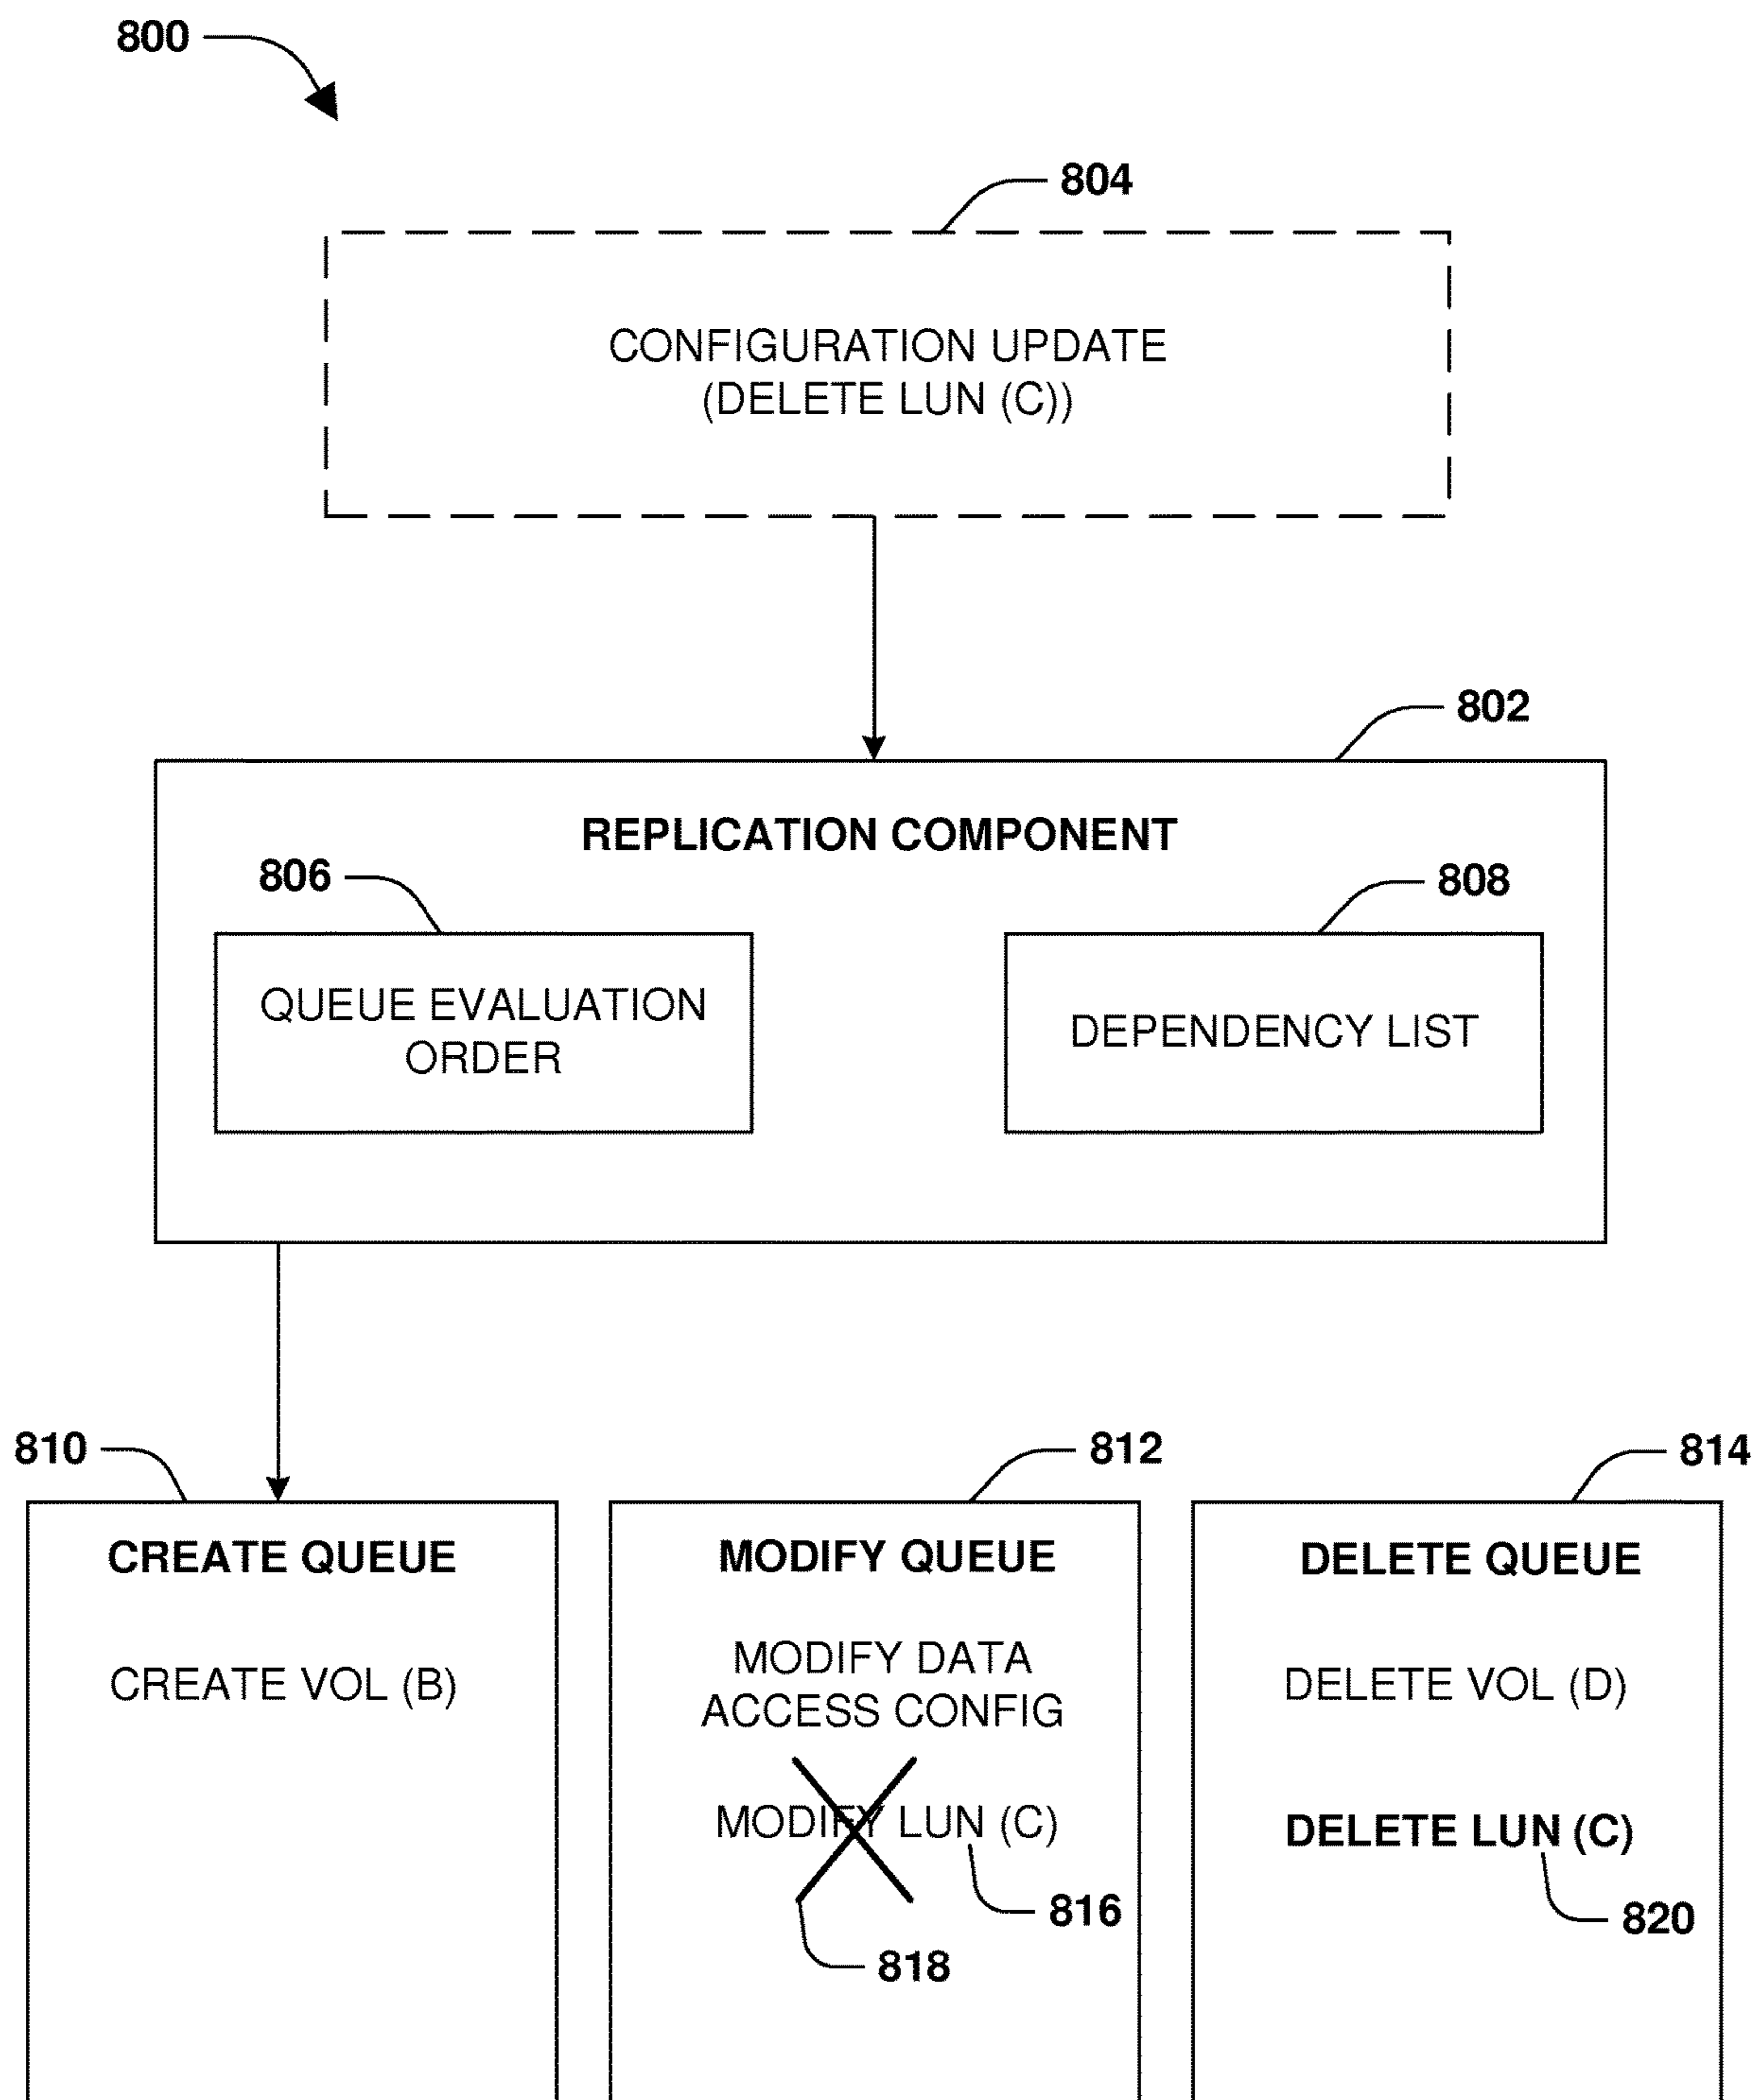 800
804
CONFIGURATION UPDATE
(DELETE LUN (C))
802
REPLICATION COMPONENT
806
808
QUEUE EVALUATION
ORDER
DEPENDENCY LIST
810
812
814
CREATE QUEUE
CREATE VOL (B)
MODIFY QUEUE
MODIFY DATA
ACCESS CONFIG
MODIFY LUN (C)
816
818
DELETE QUEUE
DELETE VOL (D)
DELETE LUN (C)
820